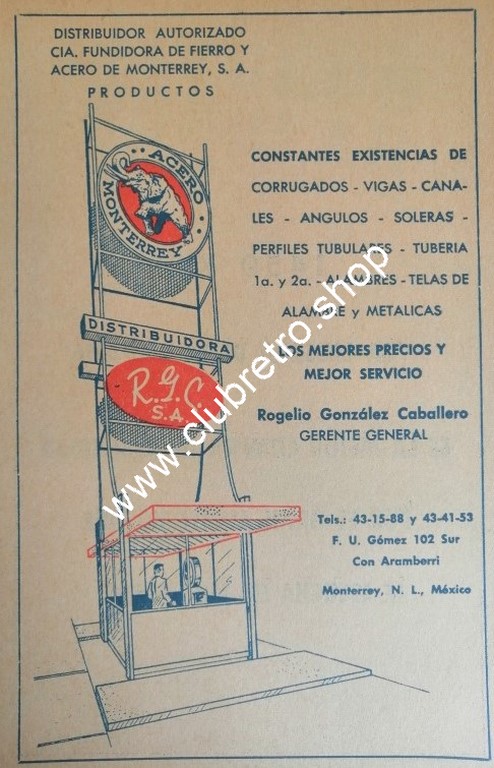 DISTRIBUIDOR AUTORIZADO
CIA. FUNDIDORA DE FIERRO Y
ACERO DE MONTERREY, S. A.
PRODUCTOS
ACERO
MONTERREY
DISTRIBUIDORA
R.G.C.
S.A.
CONSTANTES EXISTENCIAS DE
CORRUGADOS - VIGAS - CANA-
LES - ANGULOS - SOLERAS -
PERFILES TUBULARES - TUBERIA
1a. y 2a. - ALAMBRES - TELAS DE
ALAMBRE y METALICAS
LOS MEJORES PRECIOS Y
MEJOR SERVICIO
Rogelio González Caballero
GERENTE GENERAL
Tels.: 43-15-88 y 43-41-53
F. U. Gómez 102 Sur
Con Aramberri
Monterrey, N. L., México
www.clubretro.shop